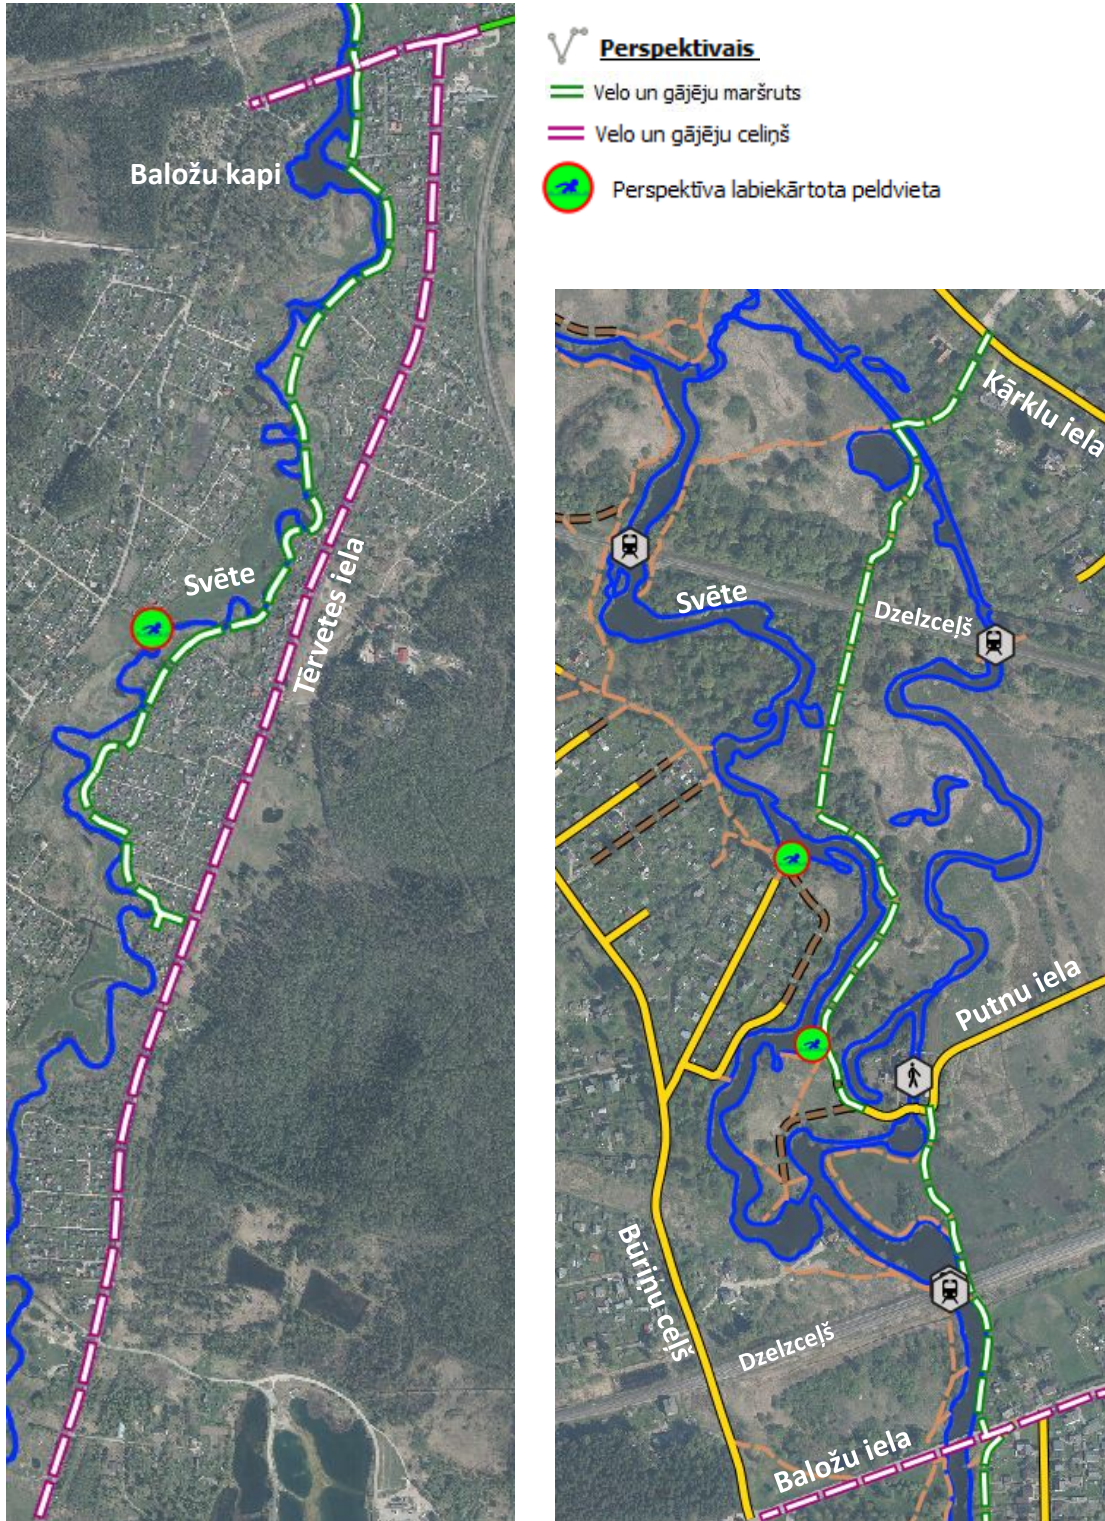 Perspektīvais
Velo un gājēju maršruts
Velo un gājēju celiņš
Perspektīva labiekārtota peldvieta
Baložu kapi
Svēte
Tērvetes iela
Kārklu iela
Svēte
Dzelzceļš
Putnu iela
Būriņu ceļš
Dzelzceļš
Baložu iela